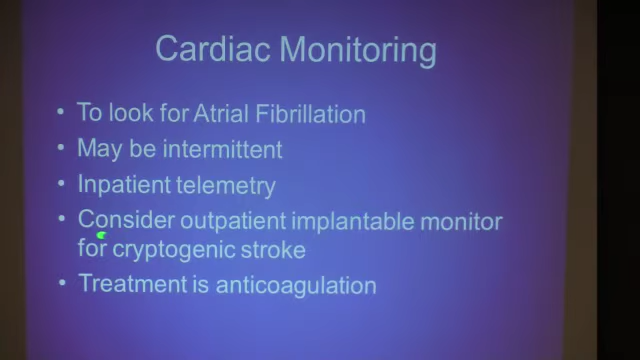 Cardiac Monitoring
• To look for Atrial Fibrillation
• May be intermittent
• Inpatient telemetry
• Consider outpatient implantable monitor
for cryptogenic stroke
• Treatment is anticoagulation